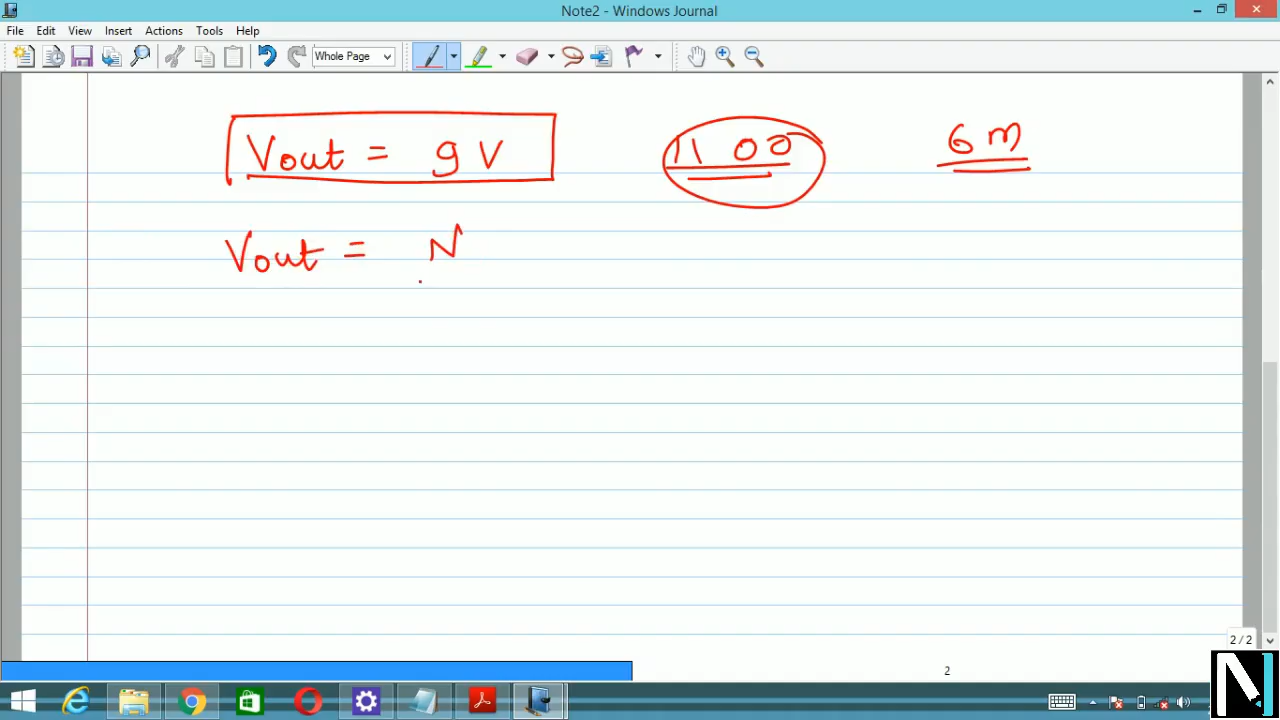 Note2 - Windows Journal
File Edit View Insert Actions Tools Help
Whole Page
Vout = 9 V 1100 6 m
Vout = N
2 / 2
2
N